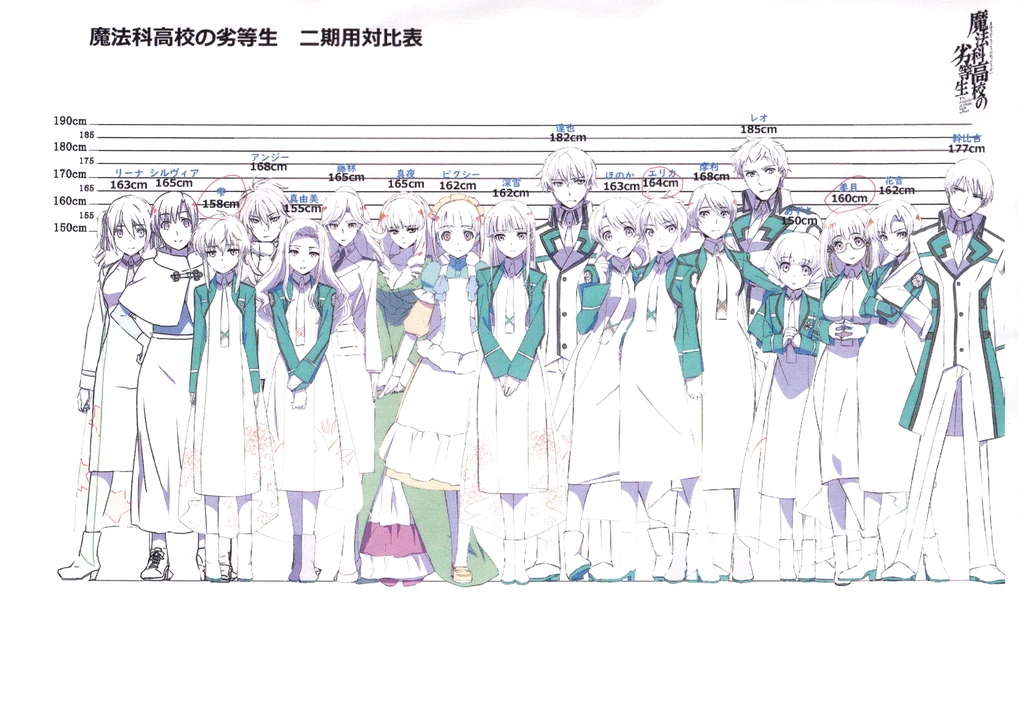 魔法科高校の劣等生　二期用対比表
魔法科高校の劣等生
190cm
185
180cm
175
170cm
165
160cm
155
150cm
リーナ
163cm
シルヴィア
165cm
雫
158cm
アンジー
168cm
真由美
155cm
藤林
165cm
真夜
165cm
ピクシー
162cm
深雪
162cm
達也
182cm
ほのか
163cm
エリカ
164cm
摩利
168cm
レオ
185cm
あずさ
150cm
美月
160cm
花音
162cm
幹比古
177cm